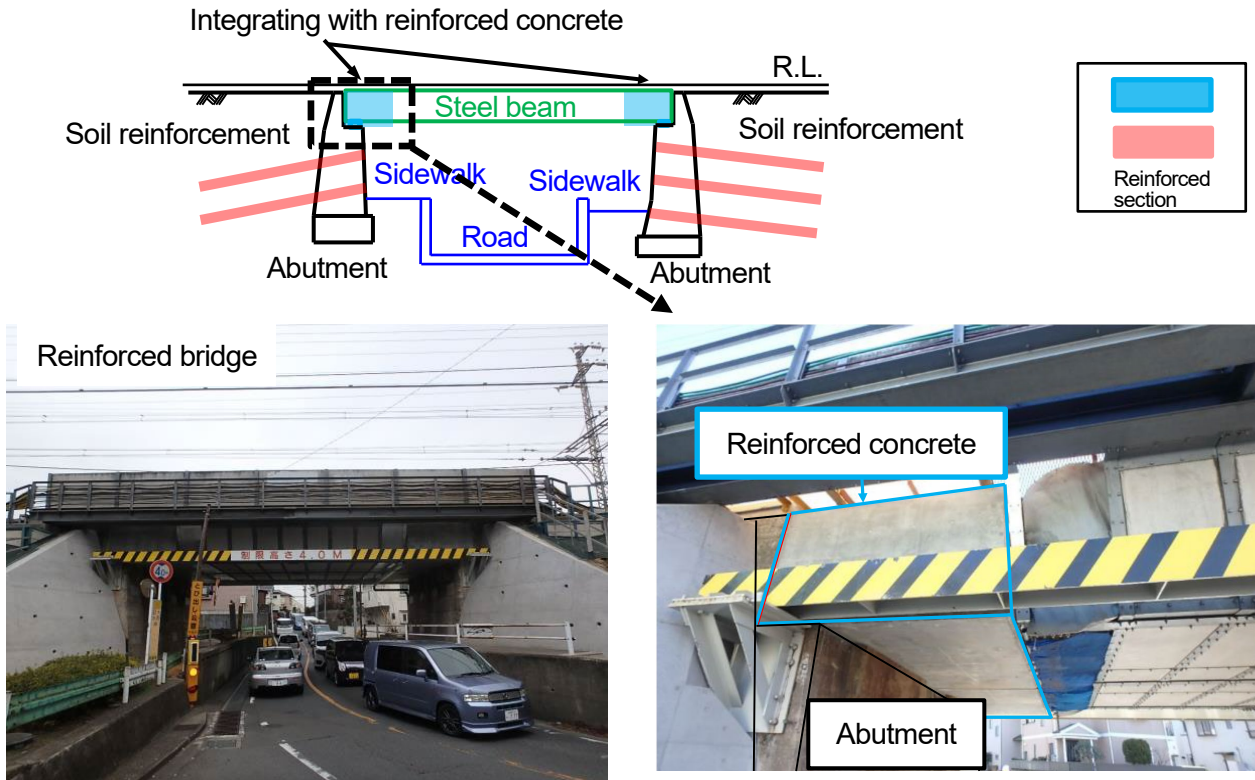 Integrating with reinforced concrete
R.L.
Steel beam
Soil reinforcement
Soil reinforcement
Sidewalk
Sidewalk
Road
Abutment
Abutment
Reinforced
section
Reinforced bridge
制限高さ4.0M
Reinforced concrete
Abutment